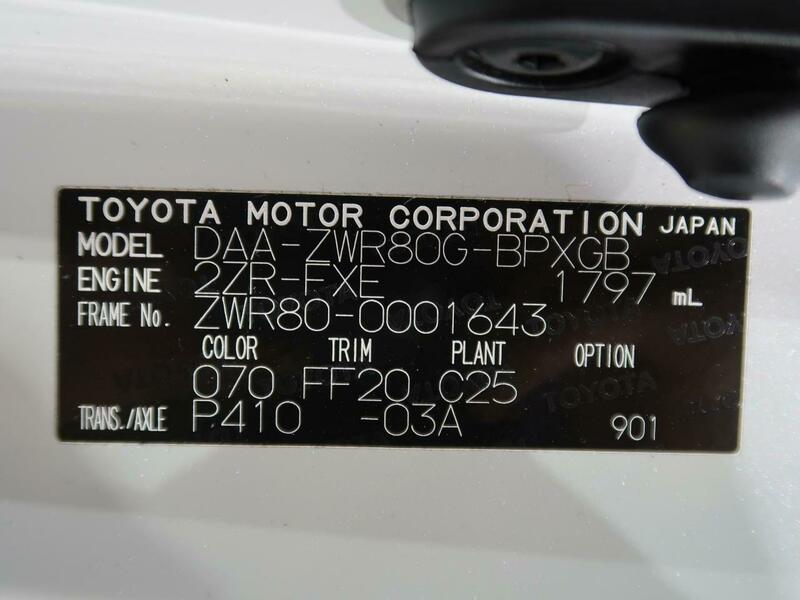 TOYOTA MOTOR CORPORATION JAPAN
MODEL DAA-ZWR80G-BPXGB
ENGINE 2ZR-FXE 1797 mL
FRAME No. ZWR80-0001643
COLOR TRIM PLANT OPTION
070 FF20 C25
TRANS./AXLE P410 -03A 901